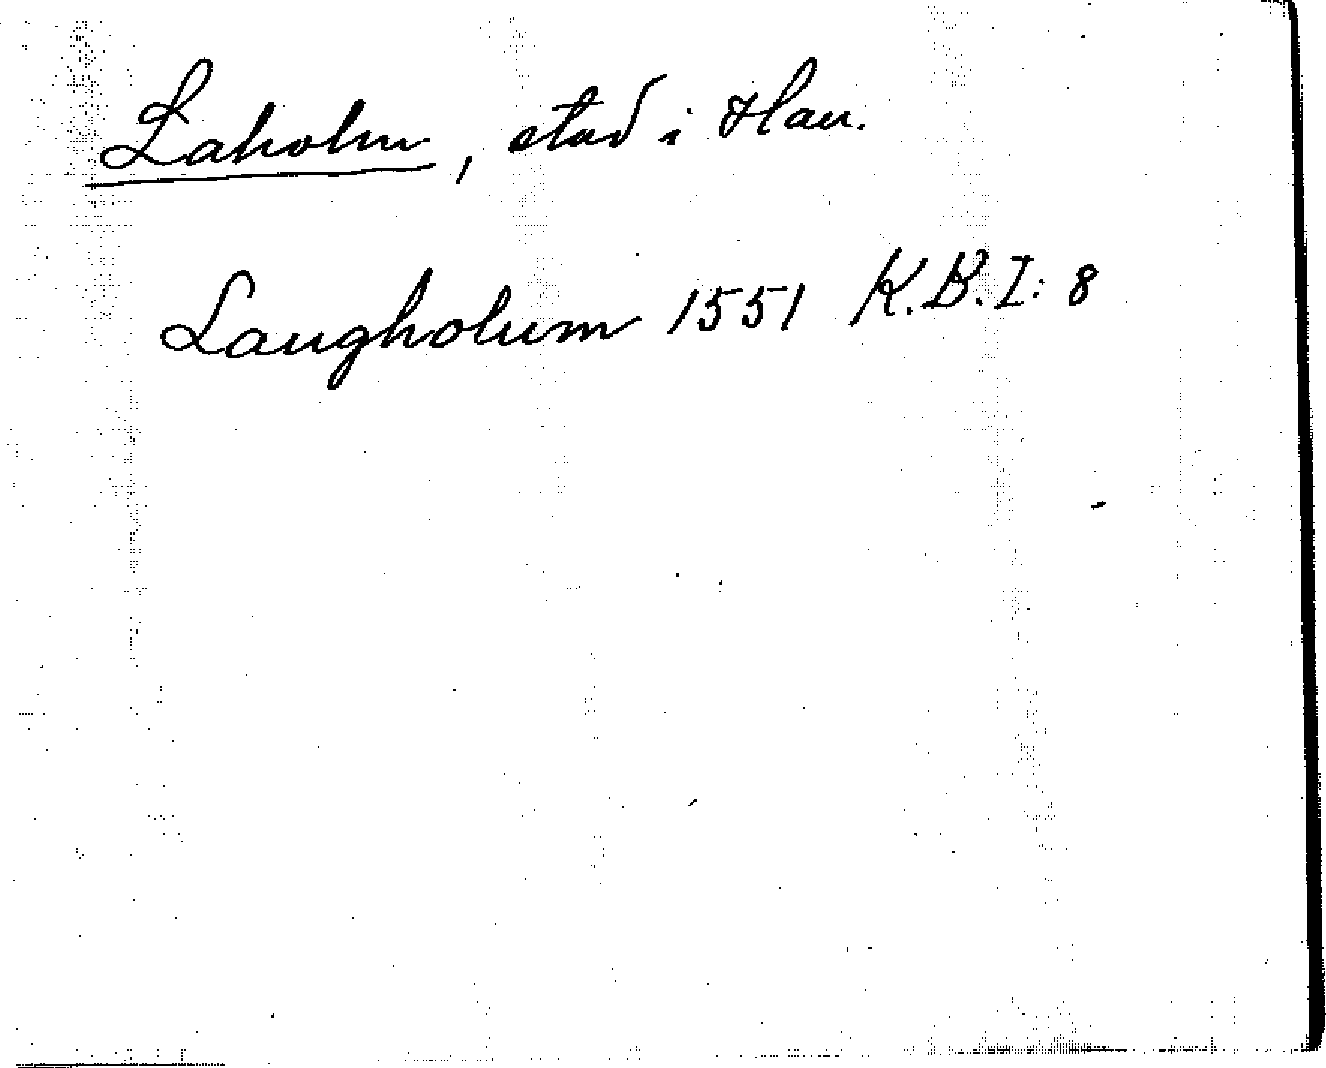 Laholm, stad i Hall.
Laugholum 1551 K.B.I: 8